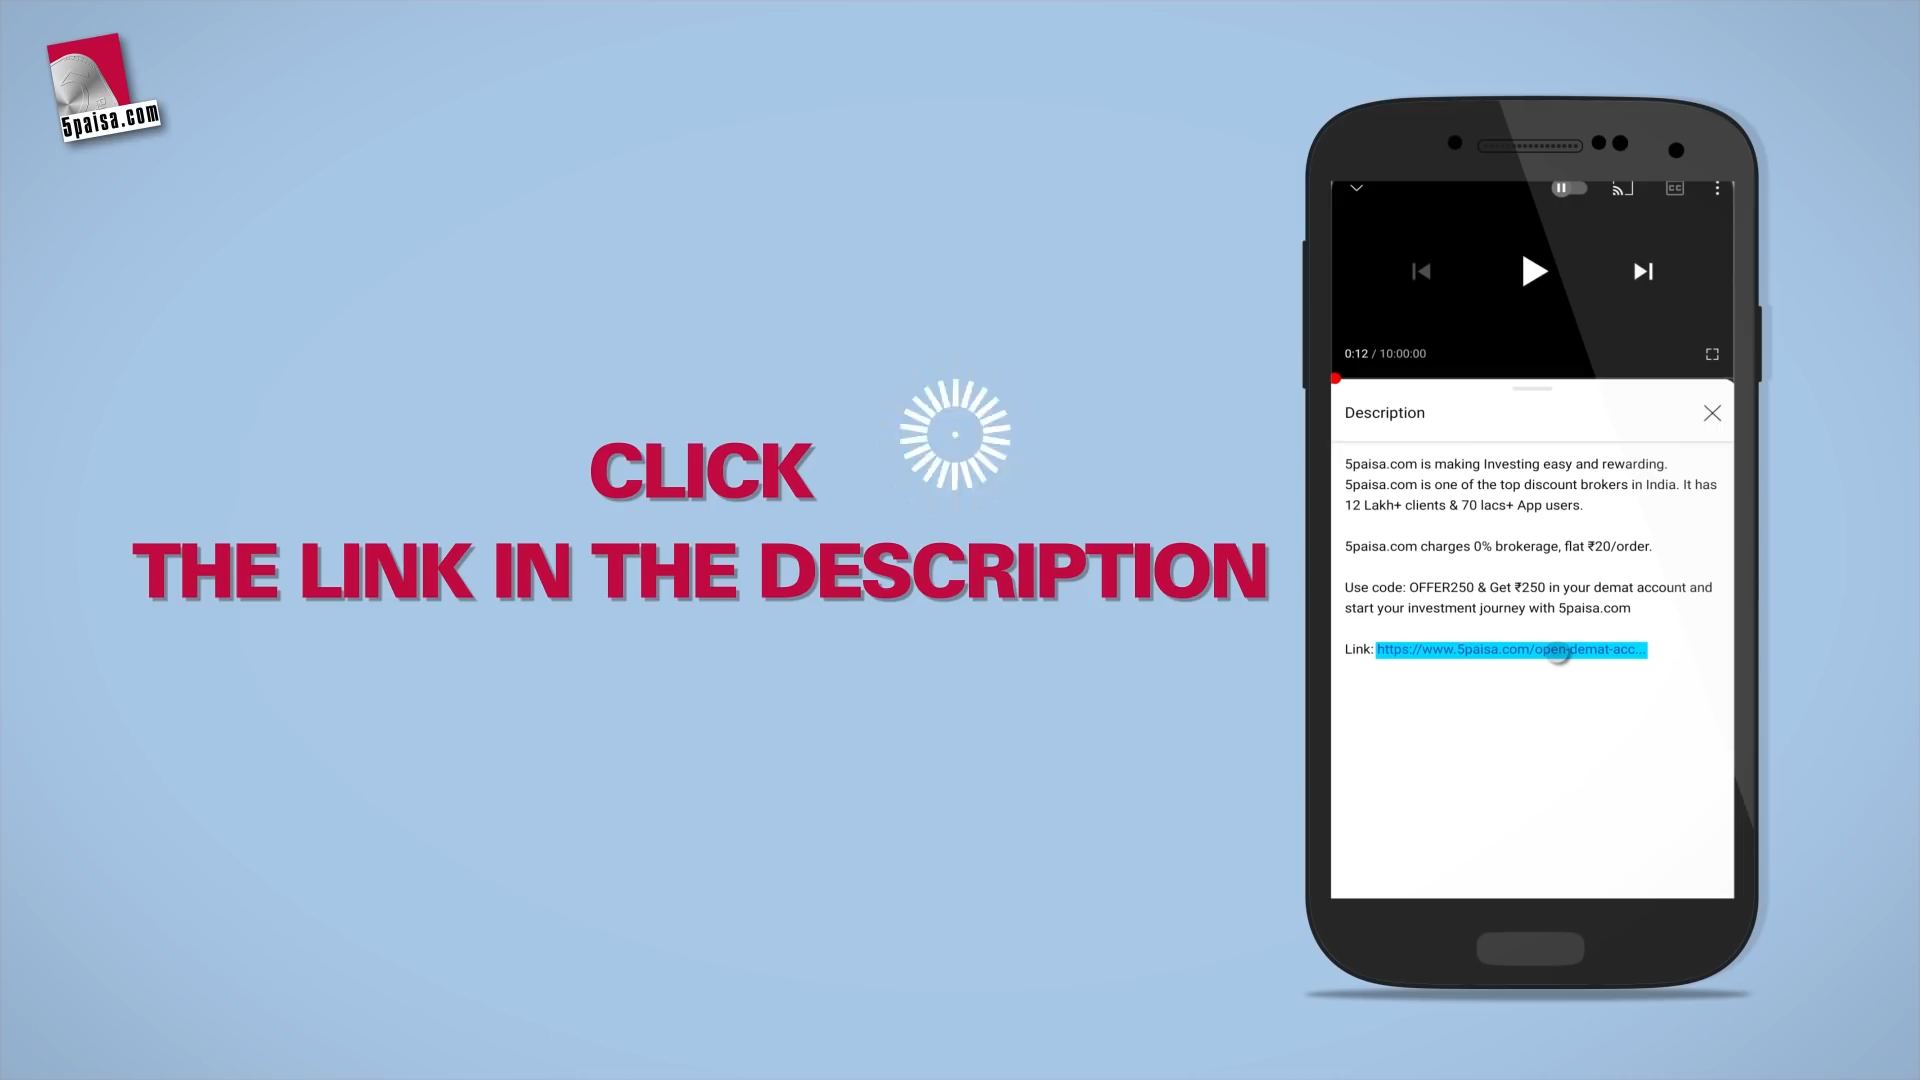 5paisa.com
CLICK
THE LINK IN THE DESCRIPTION
0:12 / 10:00:00
Description
5paisa.com is making Investing easy and rewarding.
5paisa.com is one of the top discount brokers in India. It has
12 Lakh+ clients & 70 lacs+ App users.
5paisa.com charges 0% brokerage, flat ₹20/order.
Use code: OFFER250 & Get ₹250 in your demat account and
start your investment journey with 5paisa.com
Link: https://www.5paisa.com/open-demat-acc...